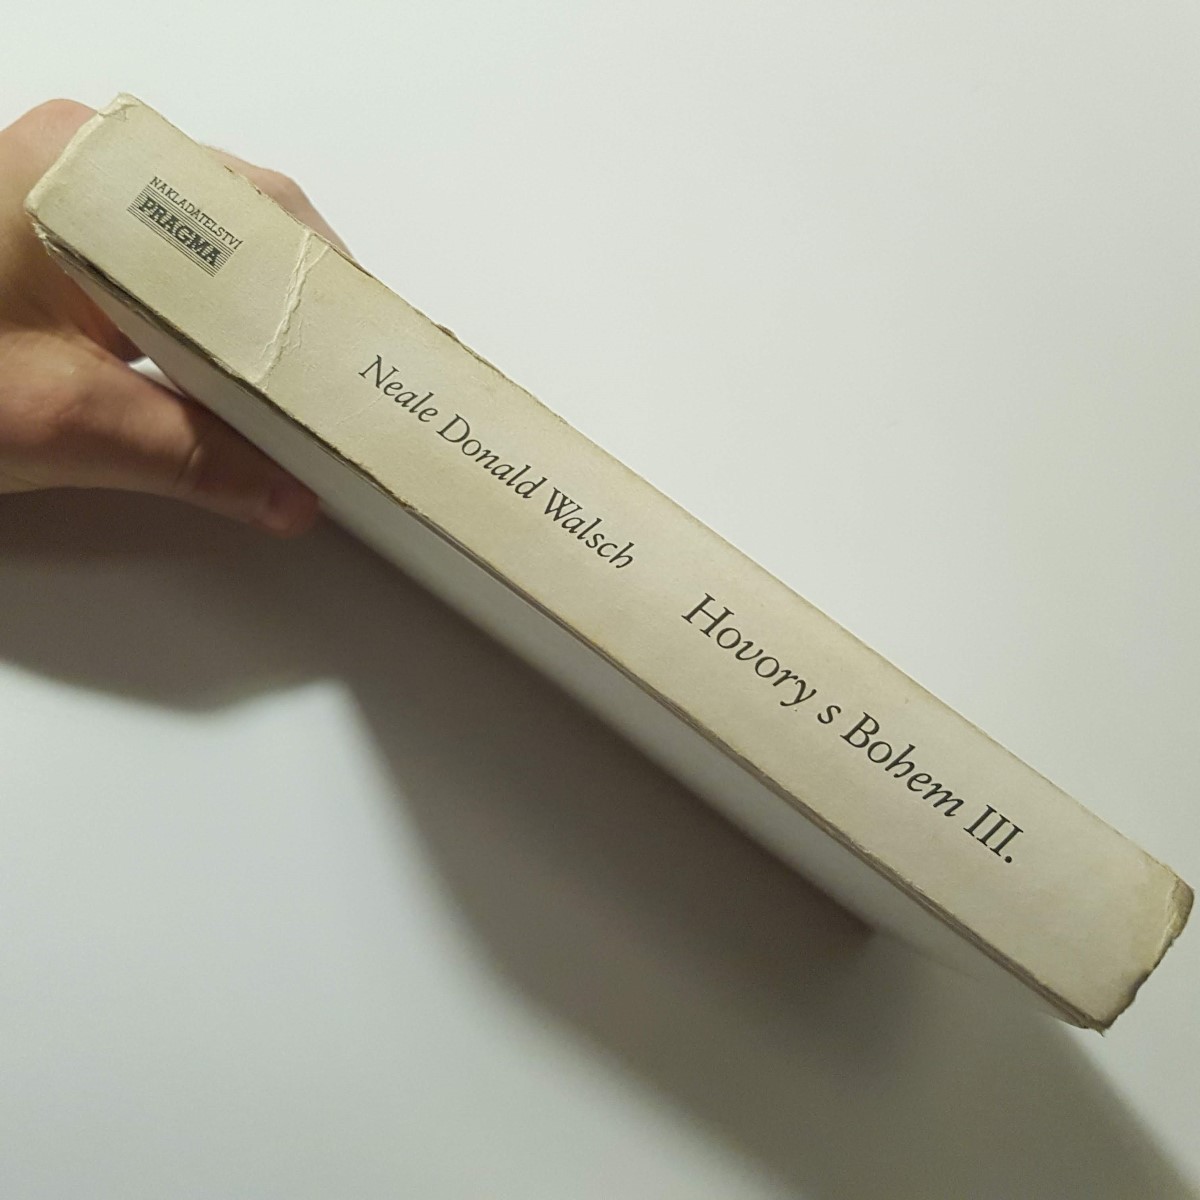 NAKLADATELSTVÍ
PRAGMA
Neale Donald Walsch
Hovory s Bohem III.